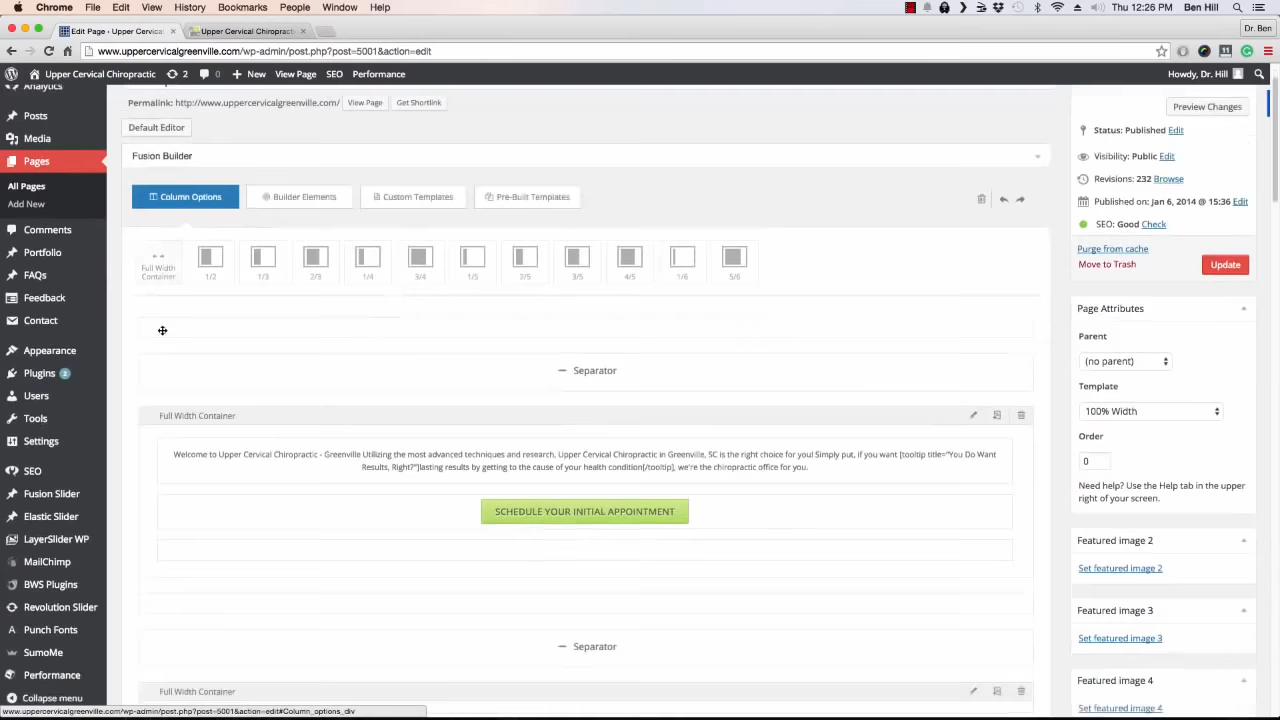 Chrome File Edit View History Bookmarks People Window Help Thu 12:26 PM Ben Hill
Edit Page ‹ Upper Cervical × Upper Cervical Chiropracti × Dr. Ben
www.uppercervicalgreenville.com/wp-admin/post.php?post=5001&action=edit
Upper Cervical Chiropractic 2 0 New View Page SEO Performance Howdy, Dr. Hill
Analytics
Posts
Media
Pages
All Pages
Add New
Comments
Portfolio
FAQs
Feedback
Contact
Appearance
Plugins 2
Users
Tools
Settings
SEO
Fusion Slider
Elastic Slider
LayerSlider WP
MailChimp
BWS Plugins
Revolution Slider
Punch Fonts
SumoMe
Performance
Collapse menu
Permalink: http://www.uppercervicalgreenville.com/ View Page Get Shortlink
Default Editor
Fusion Builder
Column Options Builder Elements Custom Templates Pre-Built Templates
Full Width
Container 1/2 1/3 2/3 1/4 3/4 1/5 2/5 3/5 4/5 1/6 5/6
Separator
Full Width Container
Welcome to Upper Cervical Chiropractic - Greenville Utilizing the most advanced techniques and research, Upper Cervical Chiropractic in Greenville, SC is the right choice for you! Simply put, if you want [tooltip title="You Do Want
Results, Right?"]lasting results by getting to the cause of your health condition[/tooltip], we're the chiropractic office for you.
SCHEDULE YOUR INITIAL APPOINTMENT
Separator
Full Width Container
Preview Changes
Status: Published Edit
Visibility: Public Edit
Revisions: 232 Browse
Published on: Jan 6, 2014 @ 15:36 Edit
SEO: Good Check
Purge from cache
Move to Trash
Update
Page Attributes
Parent
(no parent)
Template
100% Width
Order
0
Need help? Use the Help tab in the upper
right of your screen.
Featured image 2
Set featured image 2
Featured image 3
Set featured image 3
Featured image 4
Set featured image 4
www.uppercervicalgreenville.com/wp-admin/post.php?post=5001&action=edit#Column_options_div